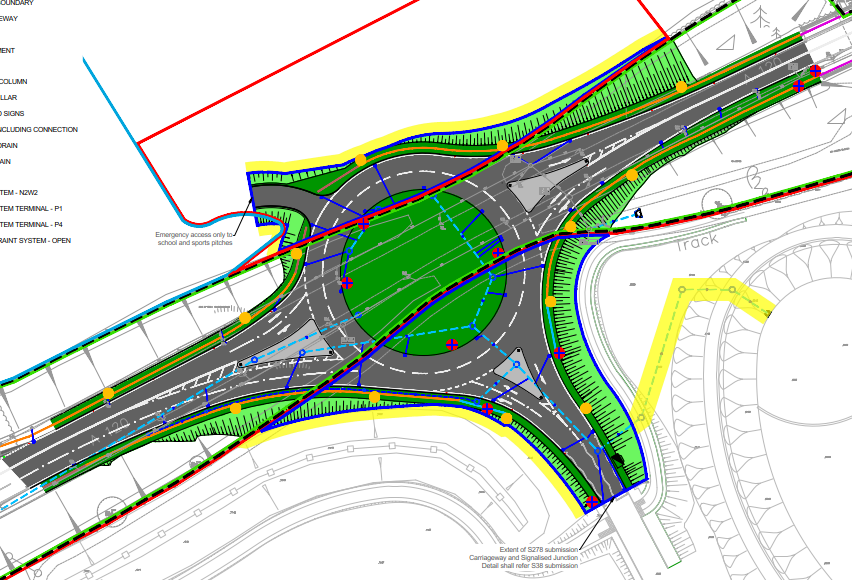 OUNDARY
EWAY
MENT
COLUMN
LLAR
D SIGNS
NCLUDING CONNECTION
DRAIN
AIN
TEM - N2W2
TEM TERMINAL - P1
TEM TERMINAL - P4
RAINT SYSTEM - OPEN
Emergency access only to
school and sports pitches
Track
A 120
Extent of S278 submission
Carriageway and Signalised Junction
Detail shall refer S38 submission